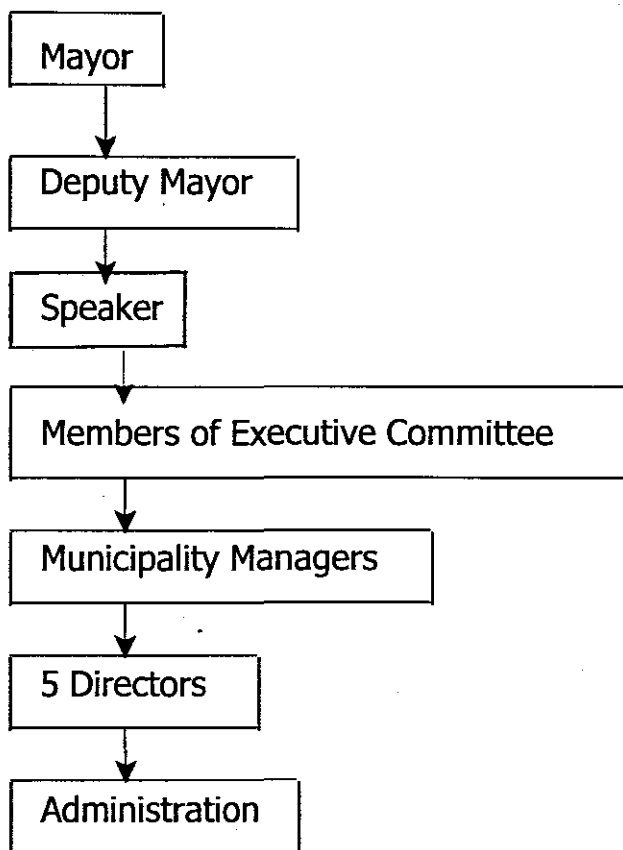 Mayor
Deputy Mayor
Speaker
Members of Executive Committee
Municipality Managers
5 Directors
Administration